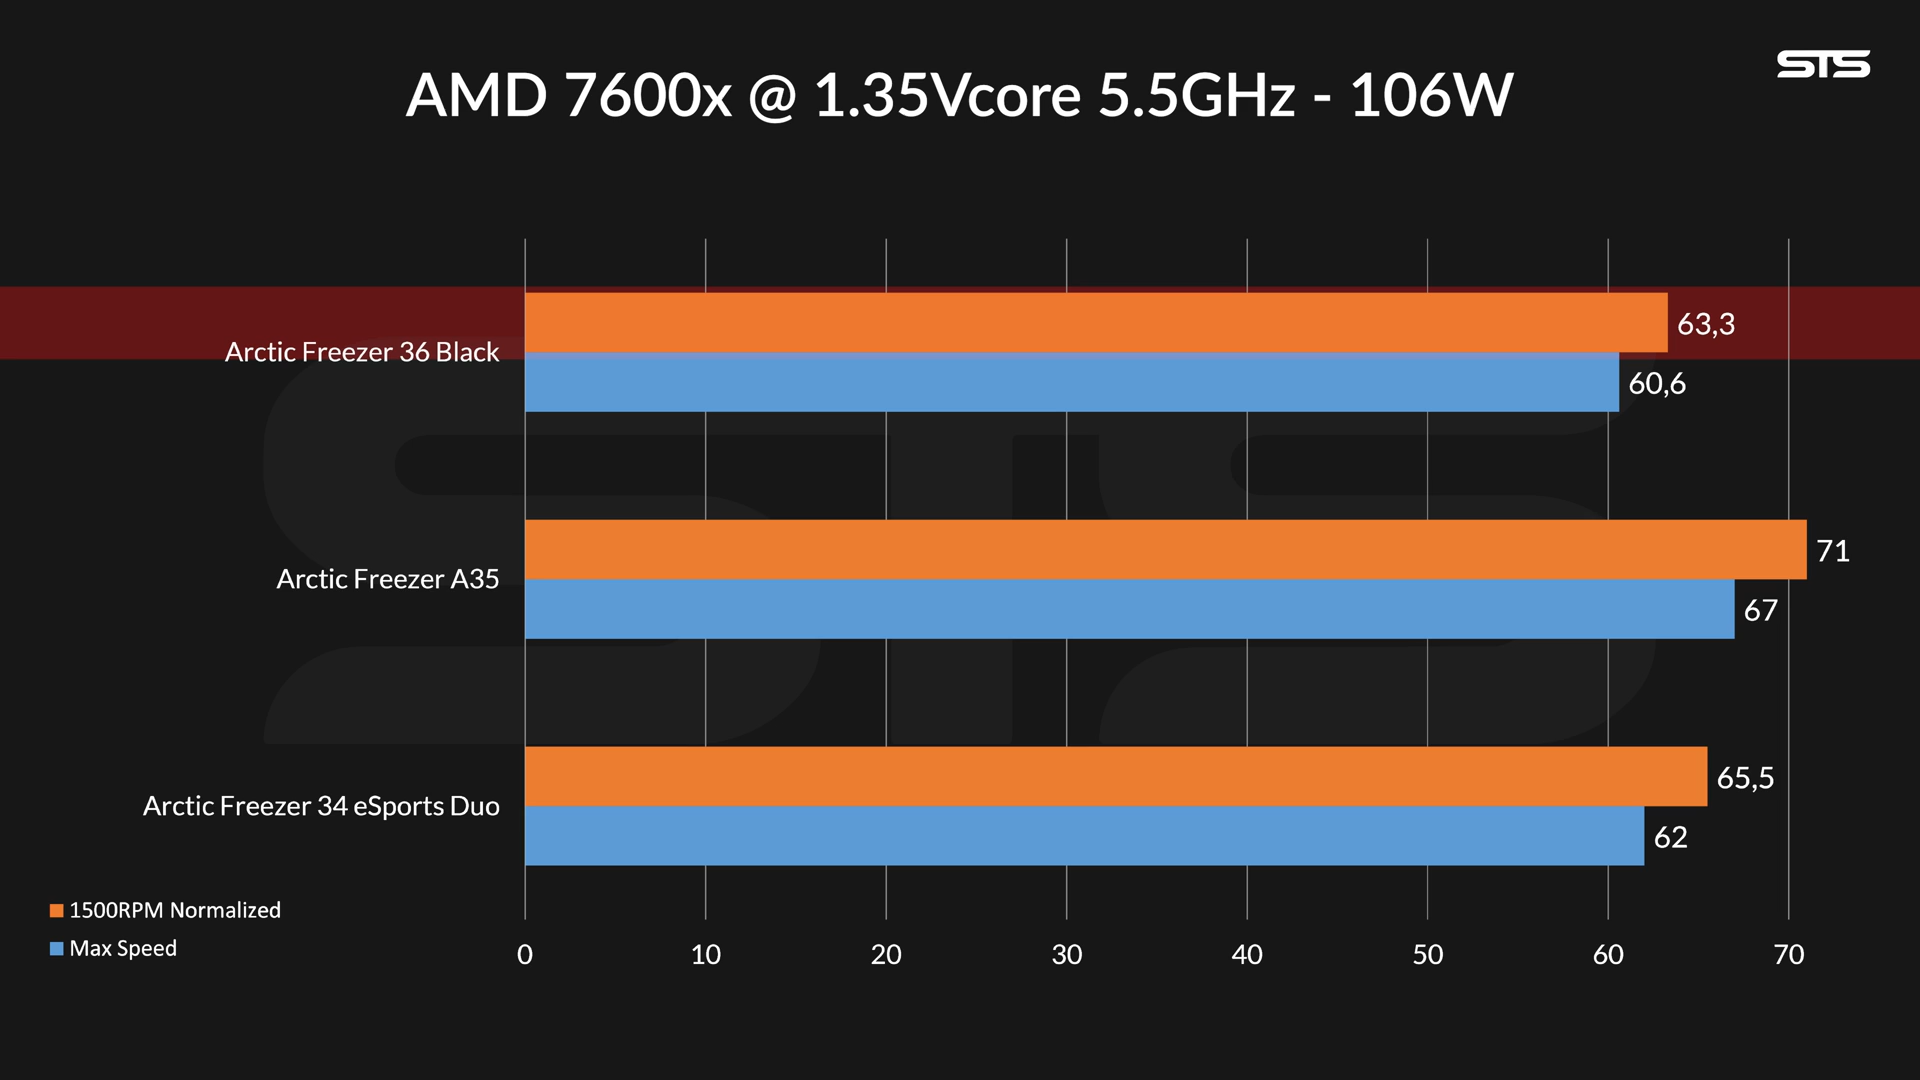 STS
AMD 7600x @ 1.35Vcore 5.5GHz - 106W
Arctic Freezer 36 Black
63,3
60,6
Arctic Freezer A35
71
67
Arctic Freezer 34 eSports Duo
65,5
62
1500RPM Normalized
Max Speed
0 10 20 30 40 50 60 70